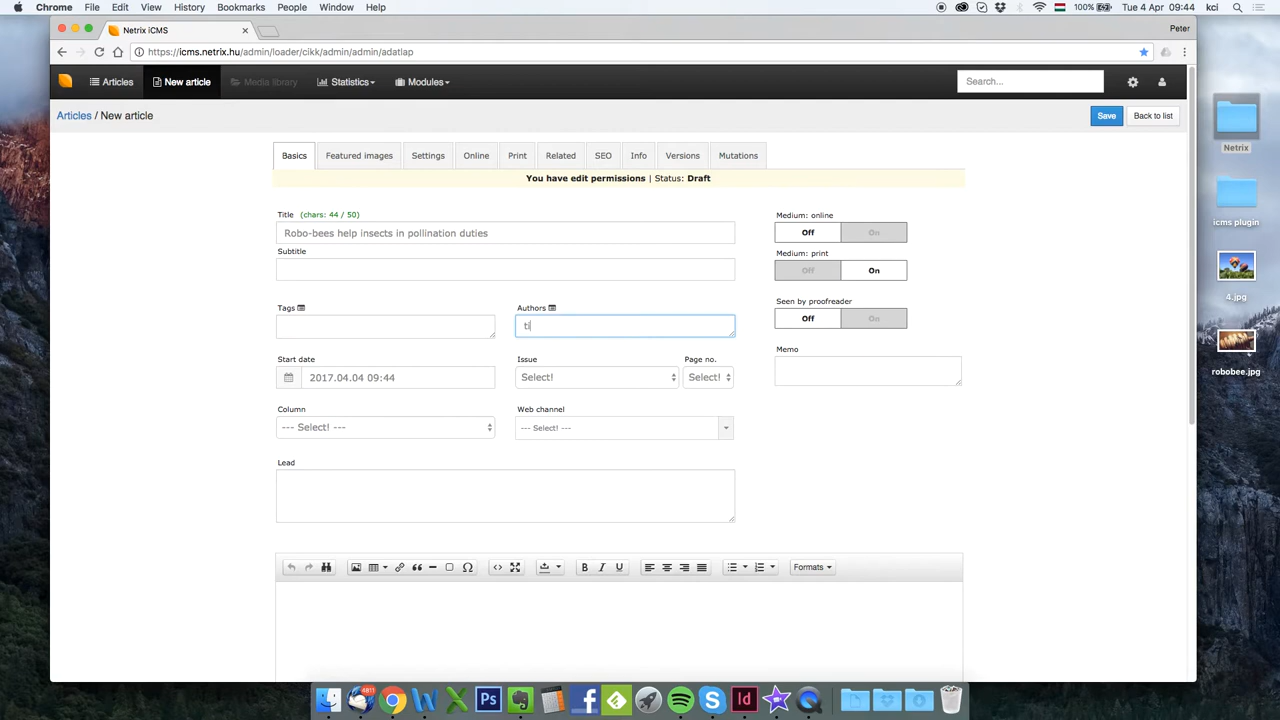 Chrome File Edit View History Bookmarks People Window Help
100% Tue 4 Apr 09:44 kci
Netrix iCMS
Peter
https://icms.netrix.hu/admin/loader/cikk/admin/admin/adatlap
Articles New article Media library Statistics Modules Search...
Articles / New article
Save Back to list
Basics Featured images Settings Online Print Related SEO Info Versions Mutations
You have edit permissions | Status: Draft
Title (chars: 44 / 50)
Robo-bees help insects in pollination duties
Subtitle
Tags
Authors
ti
Start date
2017.04.04 09:44
Issue
Select!
Page no.
Select!
Column
--- Select! ---
Web channel
--- Select! ---
Lead
Medium: online
Off On
Medium: print
Off On
Seen by proofreader
Off On
Memo
B I U
Formats
Netrix
icms plugin
4.jpg
robobee.jpg
4811
Ps
Id